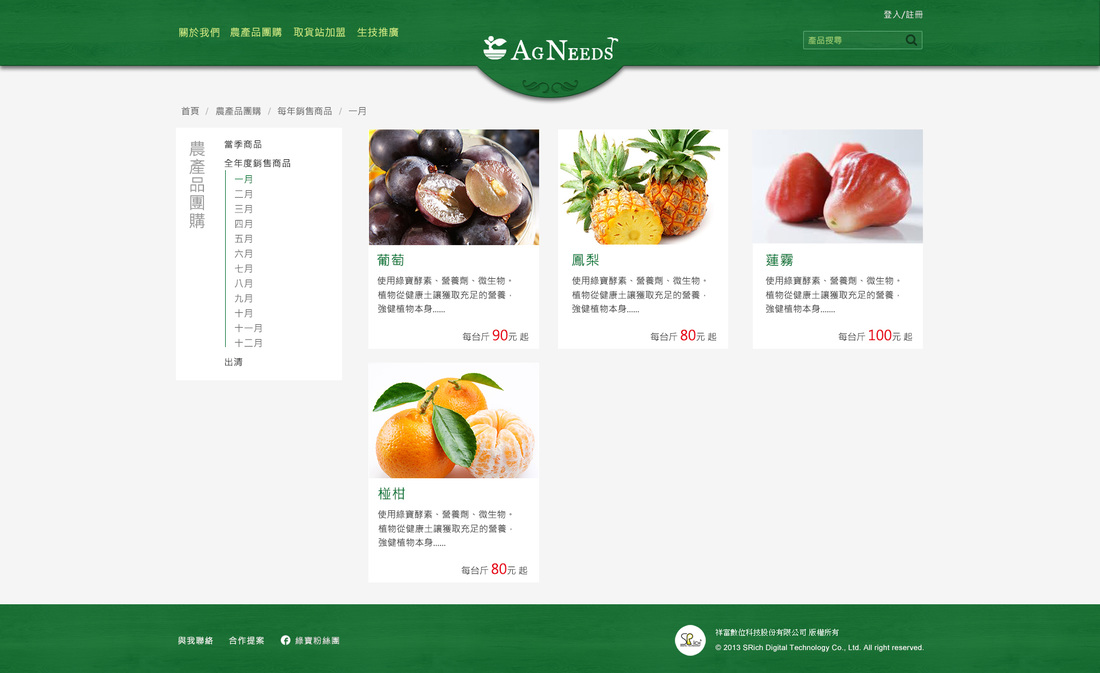 登入/註冊
關於我們 農產品團購 取貨站加盟 生技推廣
AGNEEDS
產品搜尋
首頁 / 農產品團購 / 每年銷售商品 / 一月
農產品團購
當季商品
全年度銷售商品
一月
二月
三月
四月
五月
六月
七月
八月
九月
十月
十一月
十二月
出清
葡萄
使用綠寶酵素、營養劑、微生物。
植物從健康土讓獲取充足的營養,
強健植物本身......
每台斤 90元 起
鳳梨
使用綠寶酵素、營養劑、微生物。
植物從健康土讓獲取充足的營養,
強健植物本身......
每台斤 80元 起
蓮霧
使用綠寶酵素、營養劑、微生物。
植物從健康土讓獲取充足的營養,
強健植物本身.......
每台斤 100元 起
椪柑
使用綠寶酵素、營養劑、微生物。
植物從健康土讓獲取充足的營養,
強健植物本身......
每台斤 80元 起
與我聯絡 合作提案 綠寶粉絲團
祥富數位科技股份有限公司 版權所有
© 2013 SRich Digital Technology Co., Ltd. All right reserved.